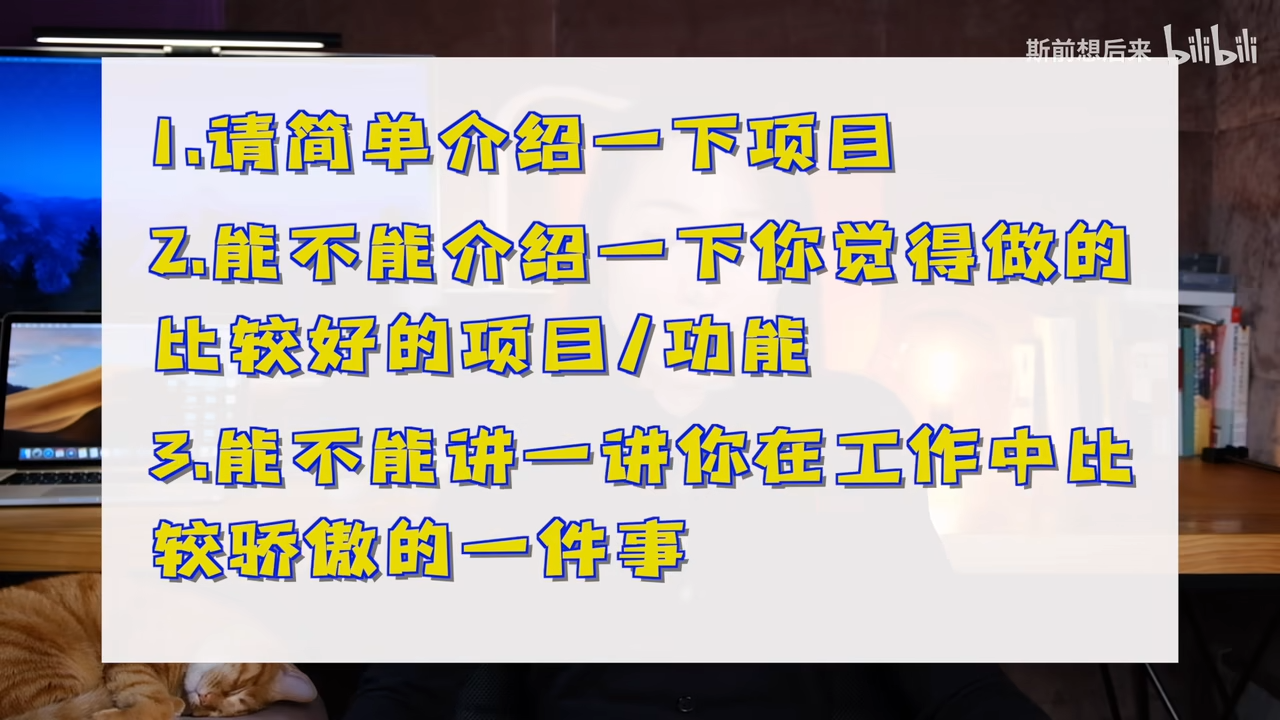 斯前想后来 bilibili
1.请简单介绍一下项目
2.能不能介绍一下你觉得做的
比较好的项目/功能
3.能不能讲一讲你在工作中比
较骄傲的一件事